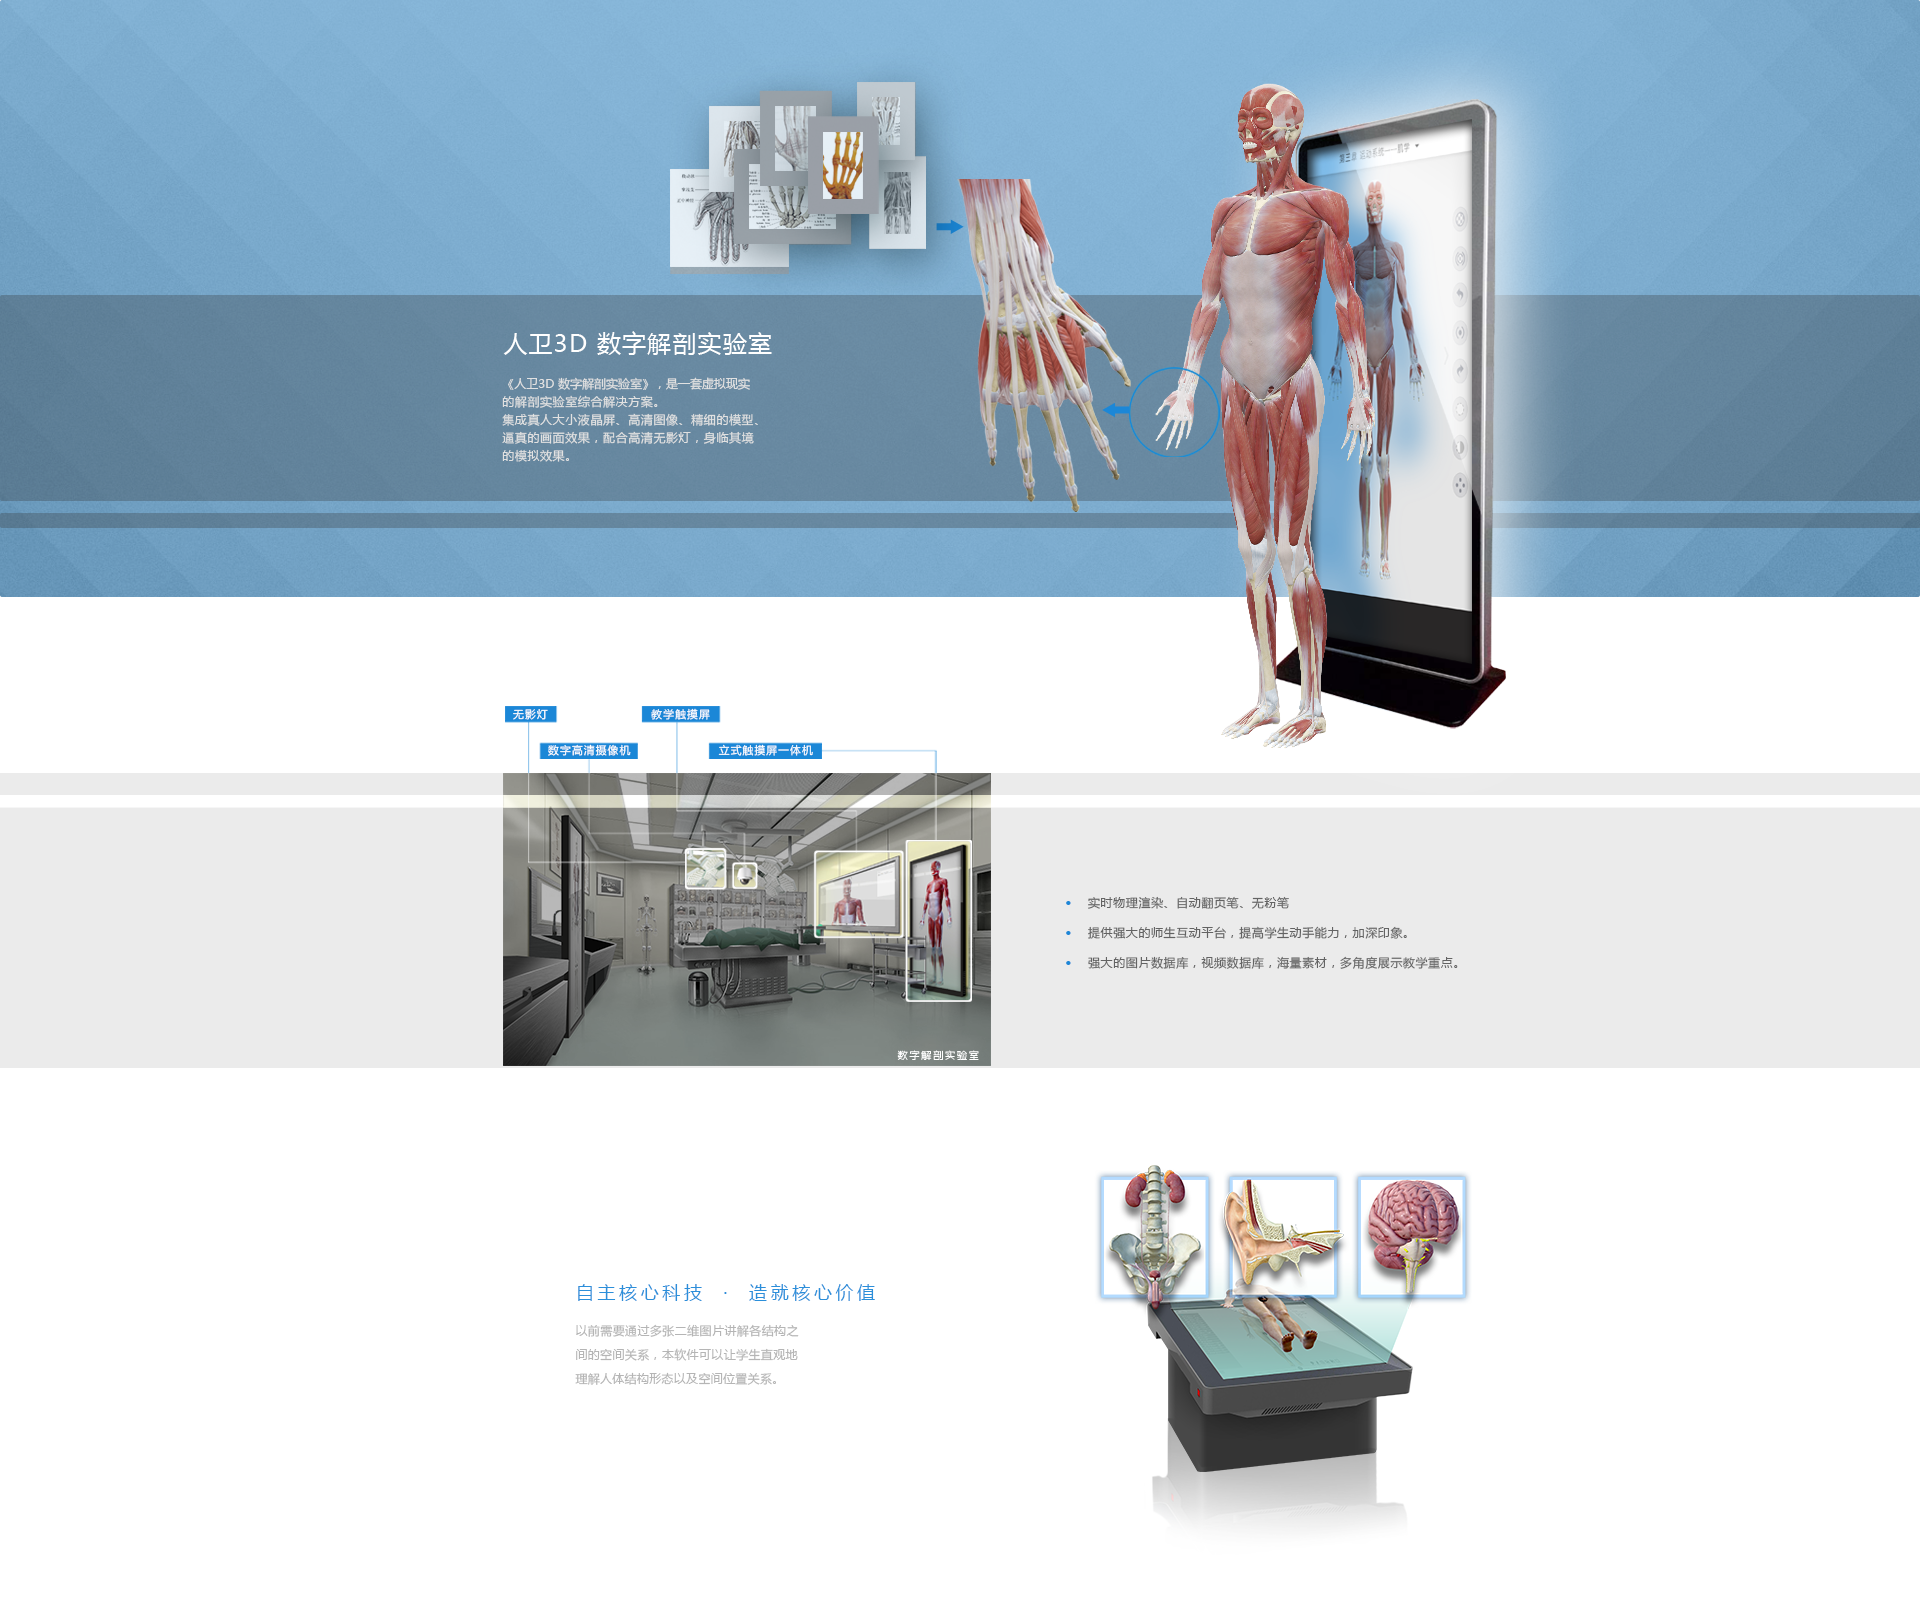 第三章 运动系统——肌学
人卫3D 数字解剖实验室
《人卫3D 数字解剖实验室》，是一套虚拟现实
的解剖实验室综合解决方案。
集成真人大小液晶屏、高清图像、精细的模型、
逼真的画面效果，配合高清无影灯，身临其境
的模拟效果。
无影灯
教学触摸屏
数字高清摄像机
立式触摸屏一体机
数字解剖实验室
• 实时物理渲染、自动翻页笔、无粉笔
• 提供强大的师生互动平台，提高学生动手能力，加深印象。
• 强大的图片数据库，视频数据库，海量素材，多角度展示教学重点。
自主核心科技 · 造就核心价值
以前需要通过多张二维图片讲解各结构之
间的空间关系，本软件可以让学生直观地
理解人体结构形态以及空间位置关系。